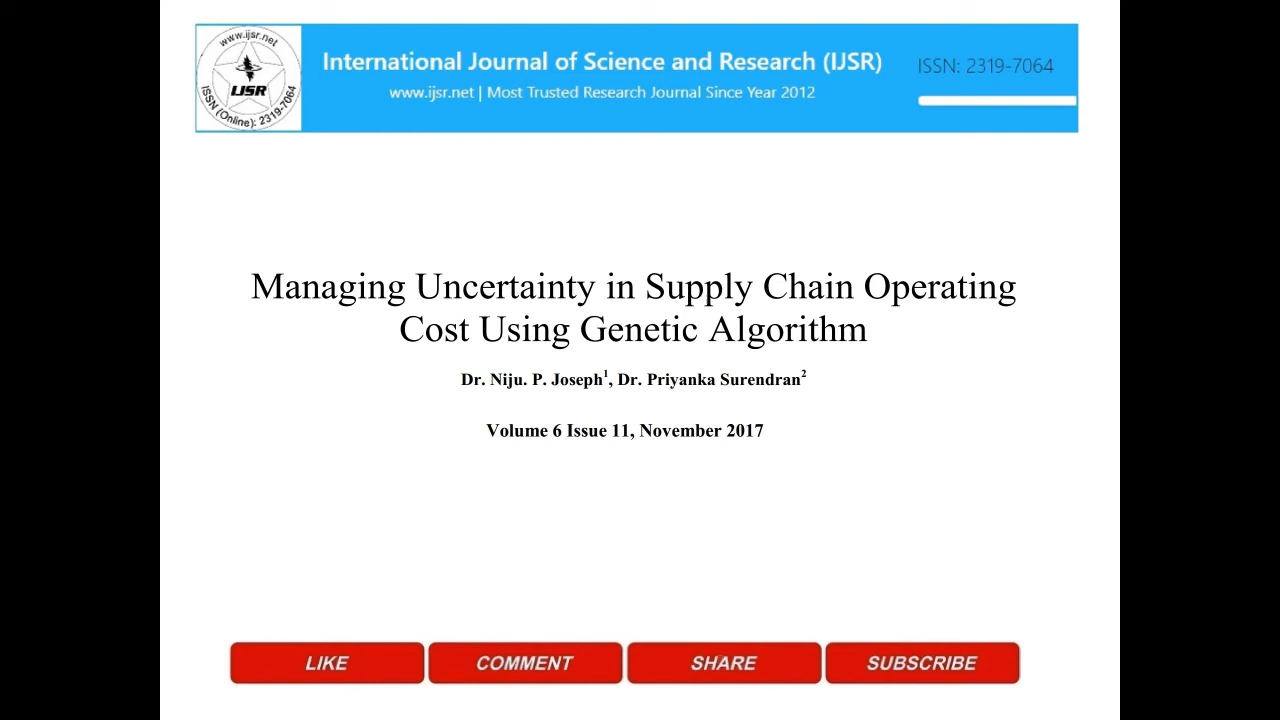 www.ijsr.net
IJSR
ISSN (Online): 2319-7064
International Journal of Science and Research (IJSR)
ISSN: 2319-7064
www.ijsr.net | Most Trusted Research Journal Since Year 2012
Managing Uncertainty in Supply Chain Operating
Cost Using Genetic Algorithm
Dr. Niju. P. Joseph1, Dr. Priyanka Surendran2
Volume 6 Issue 11, November 2017
LIKE
COMMENT
SHARE
SUBSCRIBE